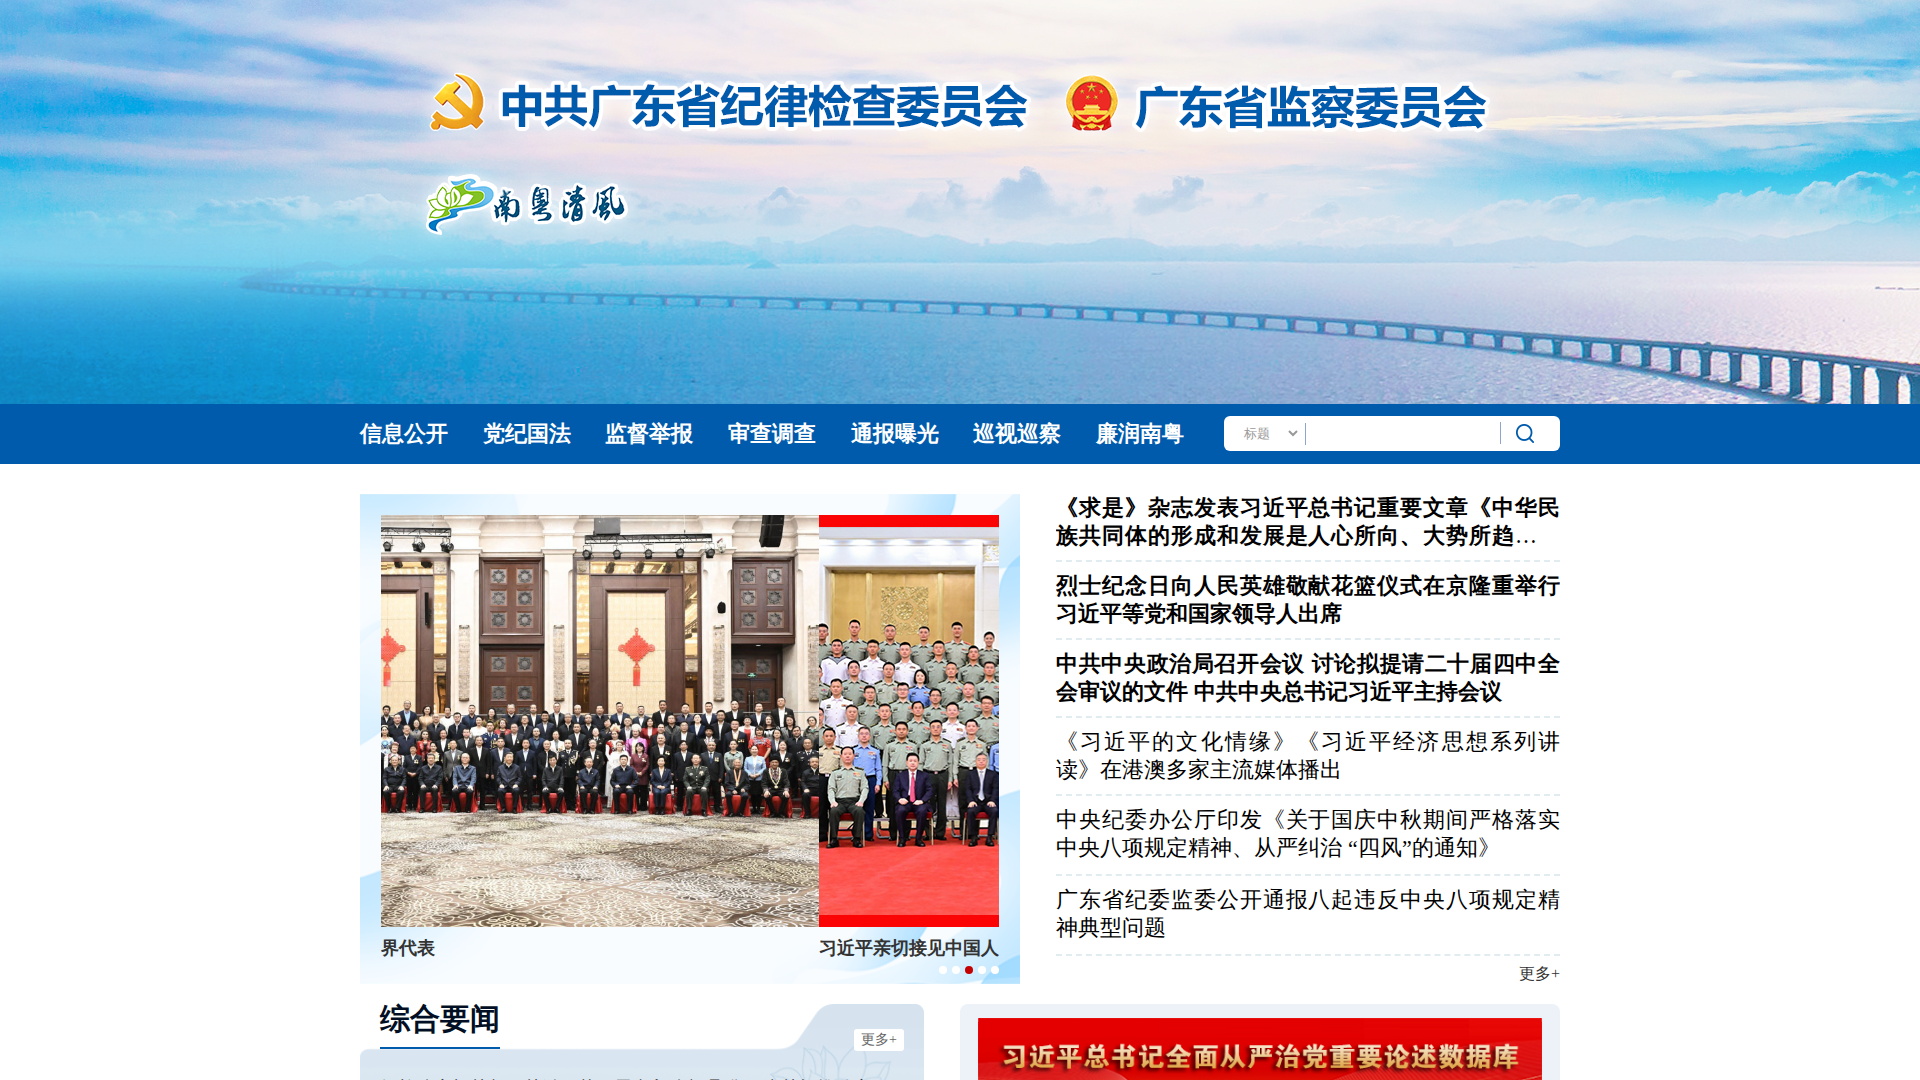 中共广东省纪律检查委员会 广东省监察委员会
南粤清风
信息公开 党纪国法 监督举报 审查调查 通报曝光 巡视巡察 廉润南粤 标题
《求是》杂志发表习近平总书记重要文章《中华民
族共同体的形成和发展是人心所向、大势所趋…
烈士纪念日向人民英雄敬献花篮仪式在京隆重举行
习近平等党和国家领导人出席
中共中央政治局召开会议 讨论拟提请二十届四中全
会审议的文件 中共中央总书记习近平主持会议
《习近平的文化情缘》《习近平经济思想系列讲
读》在港澳多家主流媒体播出
中央纪委办公厅印发《关于国庆中秋期间严格落实
中央八项规定精神、从严纠治 “四风”的通知》
广东省纪委监委公开通报八起违反中央八项规定精
神典型问题
界代表 习近平亲切接见中国人
更多+
综合要闻
更多+
习近平总书记全面从严治党重要论述数据库